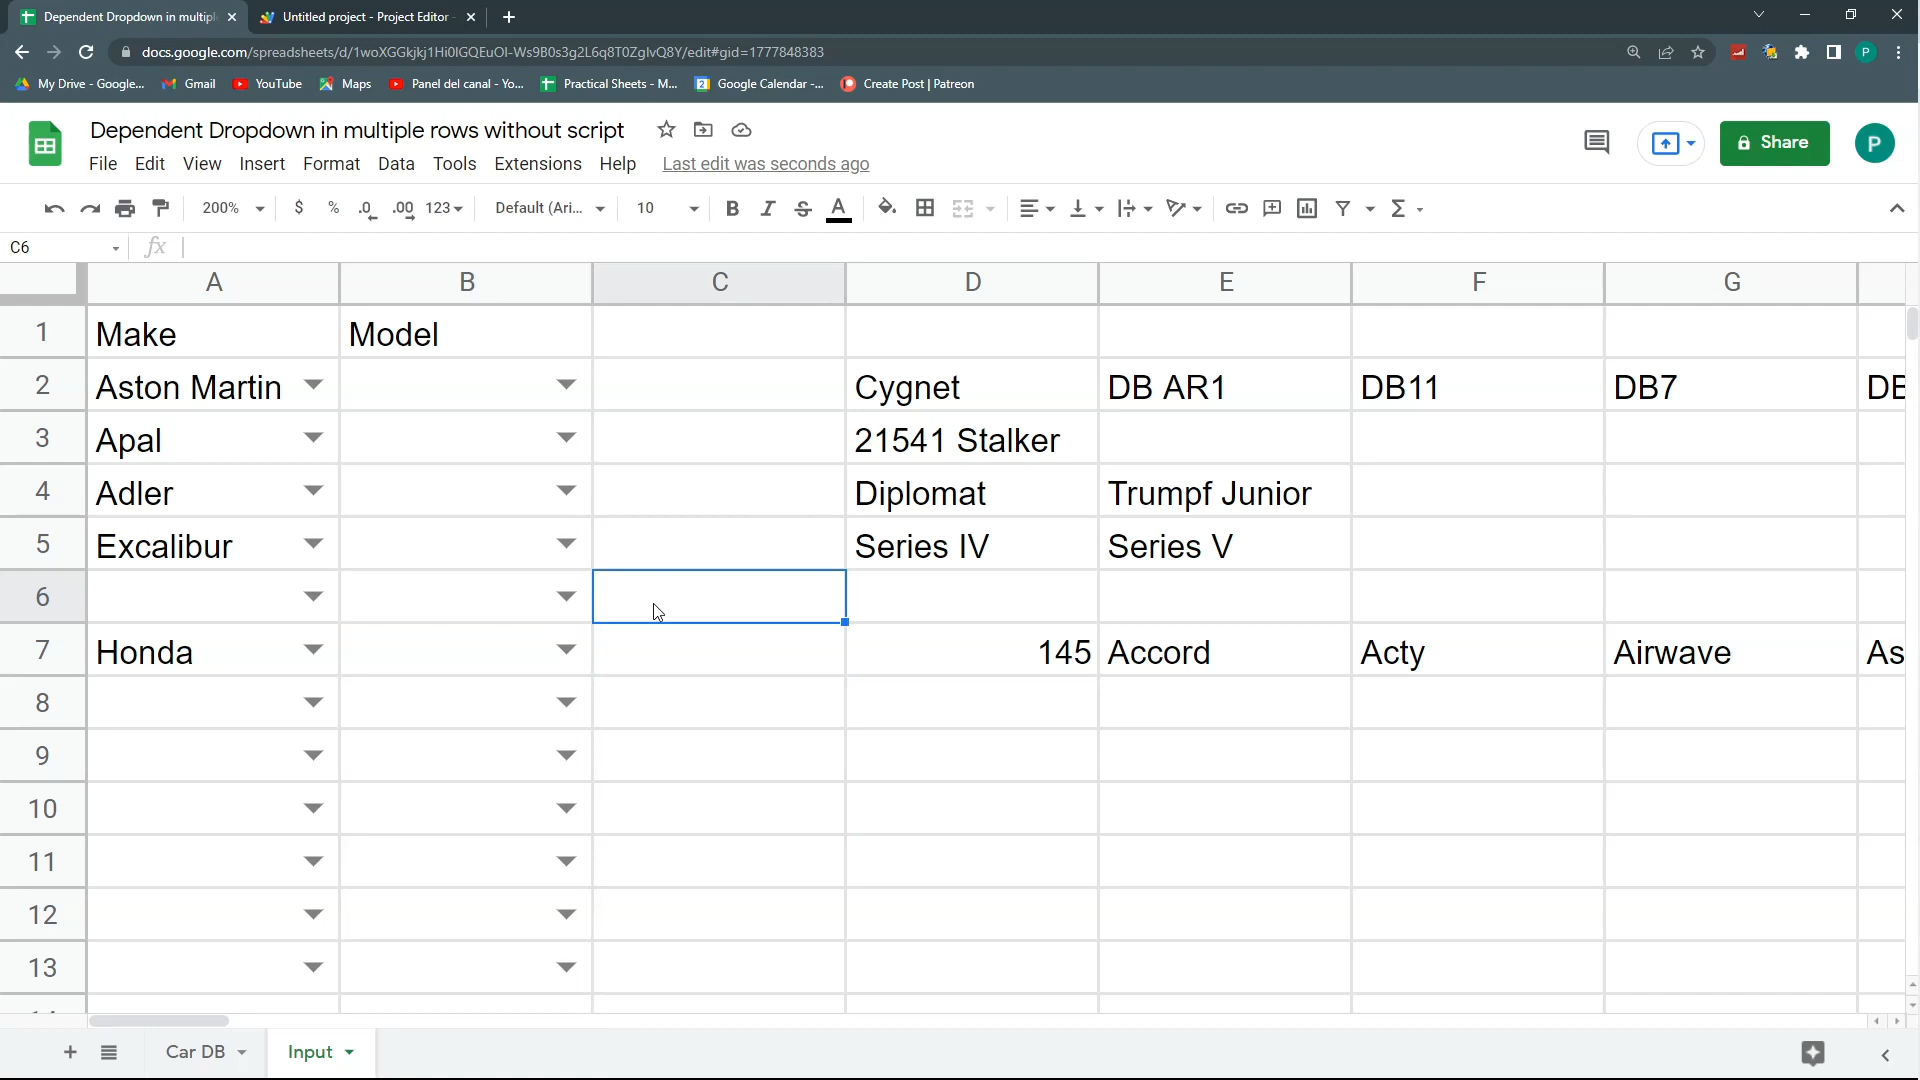 Dependent Dropdown in multipl
Untitled project - Project Editor
docs.google.com/spreadsheets/d/1woXGGkjkj1Hi0IGQEuOI-Ws9B0s3g2L6q8T0ZglvQ8Y/edit#gid=1777848383
P
My Drive - Google...
Gmail
YouTube
Maps
Panel del canal - Yo...
Practical Sheets - M...
Google Calendar -...
Create Post | Patreon
Dependent Dropdown in multiple rows without script
Share
P
File Edit View Insert Format Data Tools Extensions Help Last edit was seconds ago
200% $ % .0 .00 123 Default (Ari... 10 B I S A Σ
C6 fx
A B C D E F G
1 Make Model
2 Aston Martin Cygnet DB AR1 DB11 DB7
3 Apal 21541 Stalker
4 Adler Diplomat Trumpf Junior
5 Excalibur Series IV Series V
6
7 Honda 145 Accord Acty Airwave As
8
9
10
11
12
13
Car DB Input